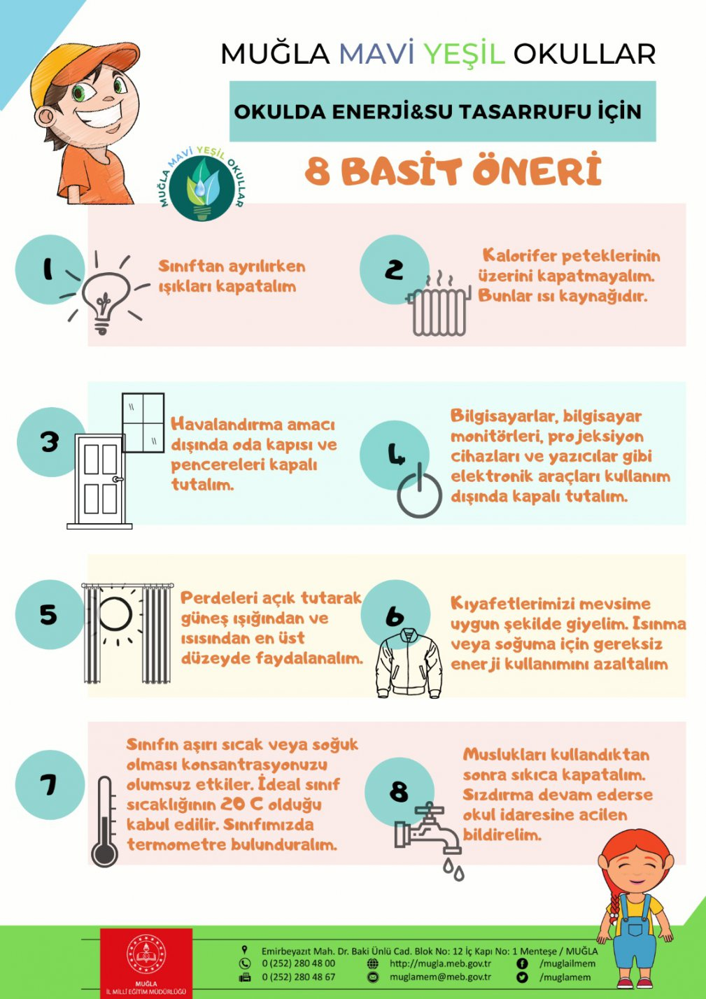 MUĞLA MAVİ YEŞİL OKULLAR
OKULDA ENERJİ&SU TASARRUFU İÇİN
8 BASİT ÖNERİ
MUĞLA MAVİ YEŞİL OKULLAR
1
Sınıftan ayrılırken
ışıkları kapatalım
2
Kalorifer peteklerinin
üzerini kapatmayalım.
Bunlar ısı kaynağıdır.
3
Havalandırma amacı
dışında oda kapısı ve
pencereleri kapalı
tutalım.
4
Bilgisayarlar, bilgisayar
monitörleri, projeksiyon
cihazları ve yazıcılar gibi
elektronik araçları kullanım
dışında kapalı tutalım.
5
Perdeleri açık tutarak
güneş ışığından ve
ısısından en üst
düzeyde faydalanalım.
6
Kıyafetlerimizi mevsime
uygun şekilde giyelim. Isınma
veya soğuma için gereksiz
enerji kullanımını azaltalım
7
Sınıfın aşırı sıcak veya soğuk
olması konsantrasyonuzu
olumsuz etkiler. İdeal sınıf
sıcaklığının 20 C olduğu
kabul edilir. Sınıfımızda
termometre bulunduralım.
8
Muslukları kullandıktan
sonra sıkıca kapatalım.
Sızdırma devam ederse
okul idaresine acilen
bildirelim.
MUĞLA
İL MİLLÎ EĞİTİM MÜDÜRLÜĞÜ
Emirbeyazıt Mah. Dr. Baki Ünlü Cad. Blok No: 12 İç Kapı No: 1 Menteşe / MUĞLA
0 (252) 280 48 00 http://mugla.meb.gov.tr /muglailmem
0 (252) 280 48 67 muglamem@meb.gov.tr /muglamem